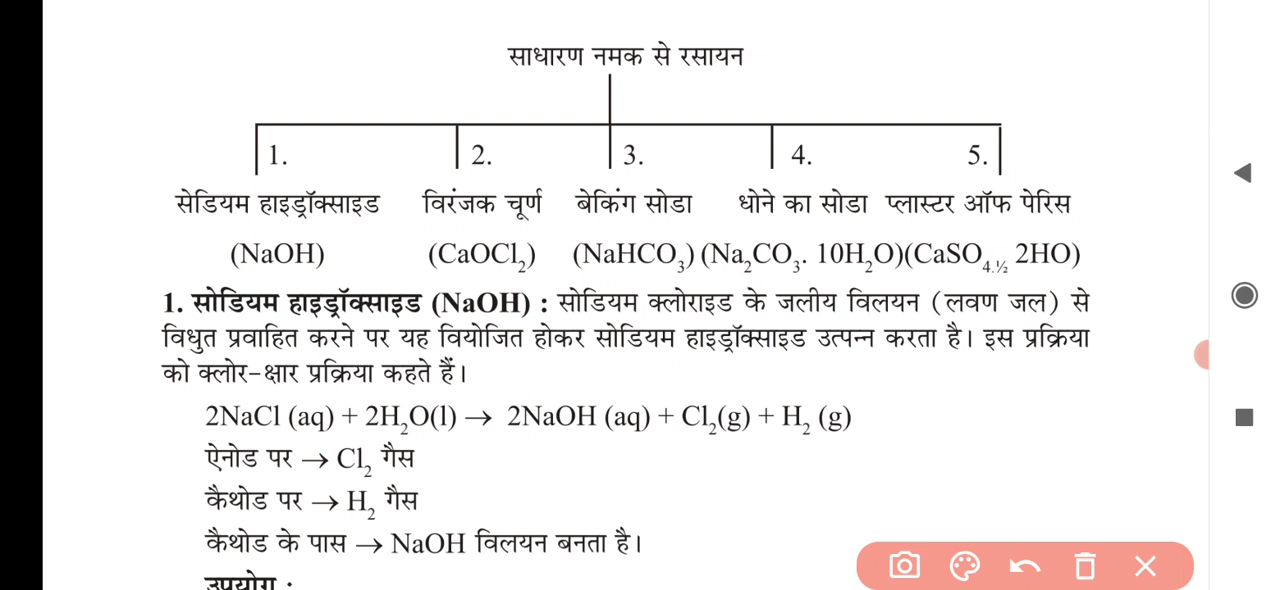 साधारण नमक से रसायन
1. 2. 3. 4. 5.
सेडियम हाइड्रॉक्साइड विरंजक चूर्ण बेकिंग सोडा धोने का सोडा प्लास्टर ऑफ पेरिस
(NaOH) (CaOCl₂) (NaHCO₃) (Na₂CO₃. 10H₂O)(CaSO₄.½ 2HO)
1. सोडियम हाइड्रॉक्साइड (NaOH) : सोडियम क्लोराइड के जलीय विलयन (लवण जल) से
विधुत प्रवाहित करने पर यह वियोजित होकर सोडियम हाइड्रॉक्साइड उत्पन्न करता है। इस प्रक्रिया
को क्लोर-क्षार प्रक्रिया कहते हैं।
2NaCl (aq) + 2H₂O(l) → 2NaOH (aq) + Cl₂(g) + H₂ (g)
ऐनोड पर → Cl₂ गैस
कैथोड पर → H₂ गैस
कैथोड के पास → NaOH विलयन बनता है।
उपयोग :